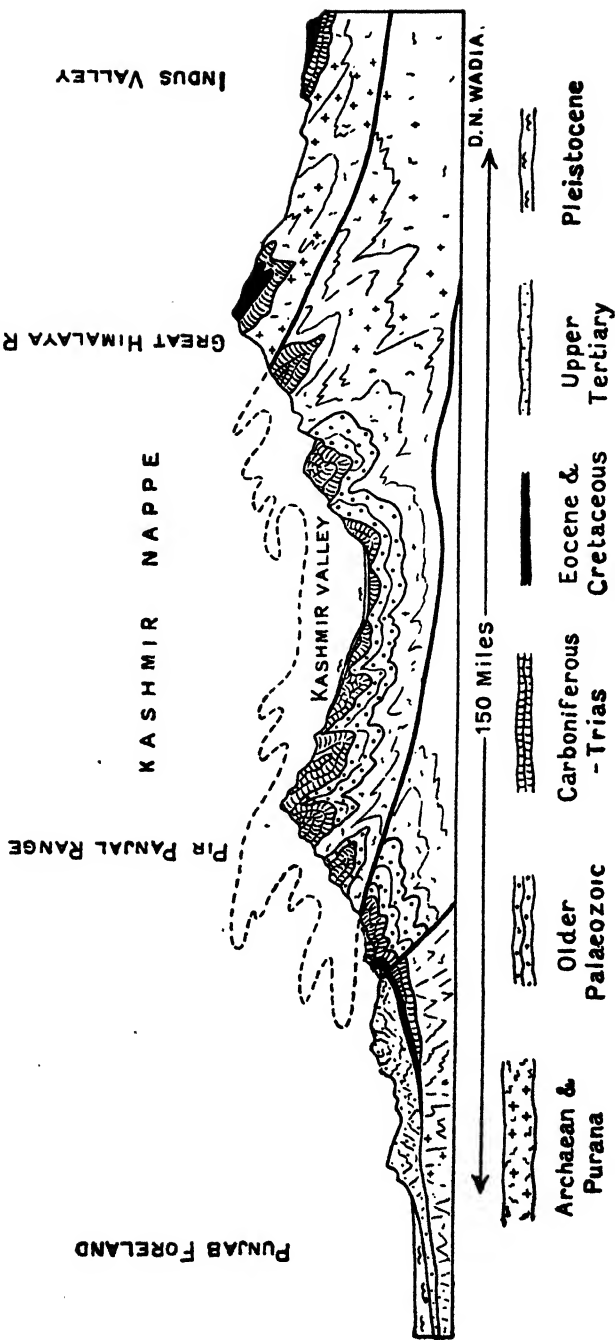 PUNJAB FORELAND
PIR PANJAL RANGE
GREAT HIMALAYA R
INDUS VALLEY
KASHMIR NAPPE
KASHMIR VALLEY
D.N. WADIA.
150 Miles
Archaean &
Purana
Older
Palaeozoic
Carboniferous
- Trias
Eocene &
Cretaceous
Upper
Tertiary
Pleistocene